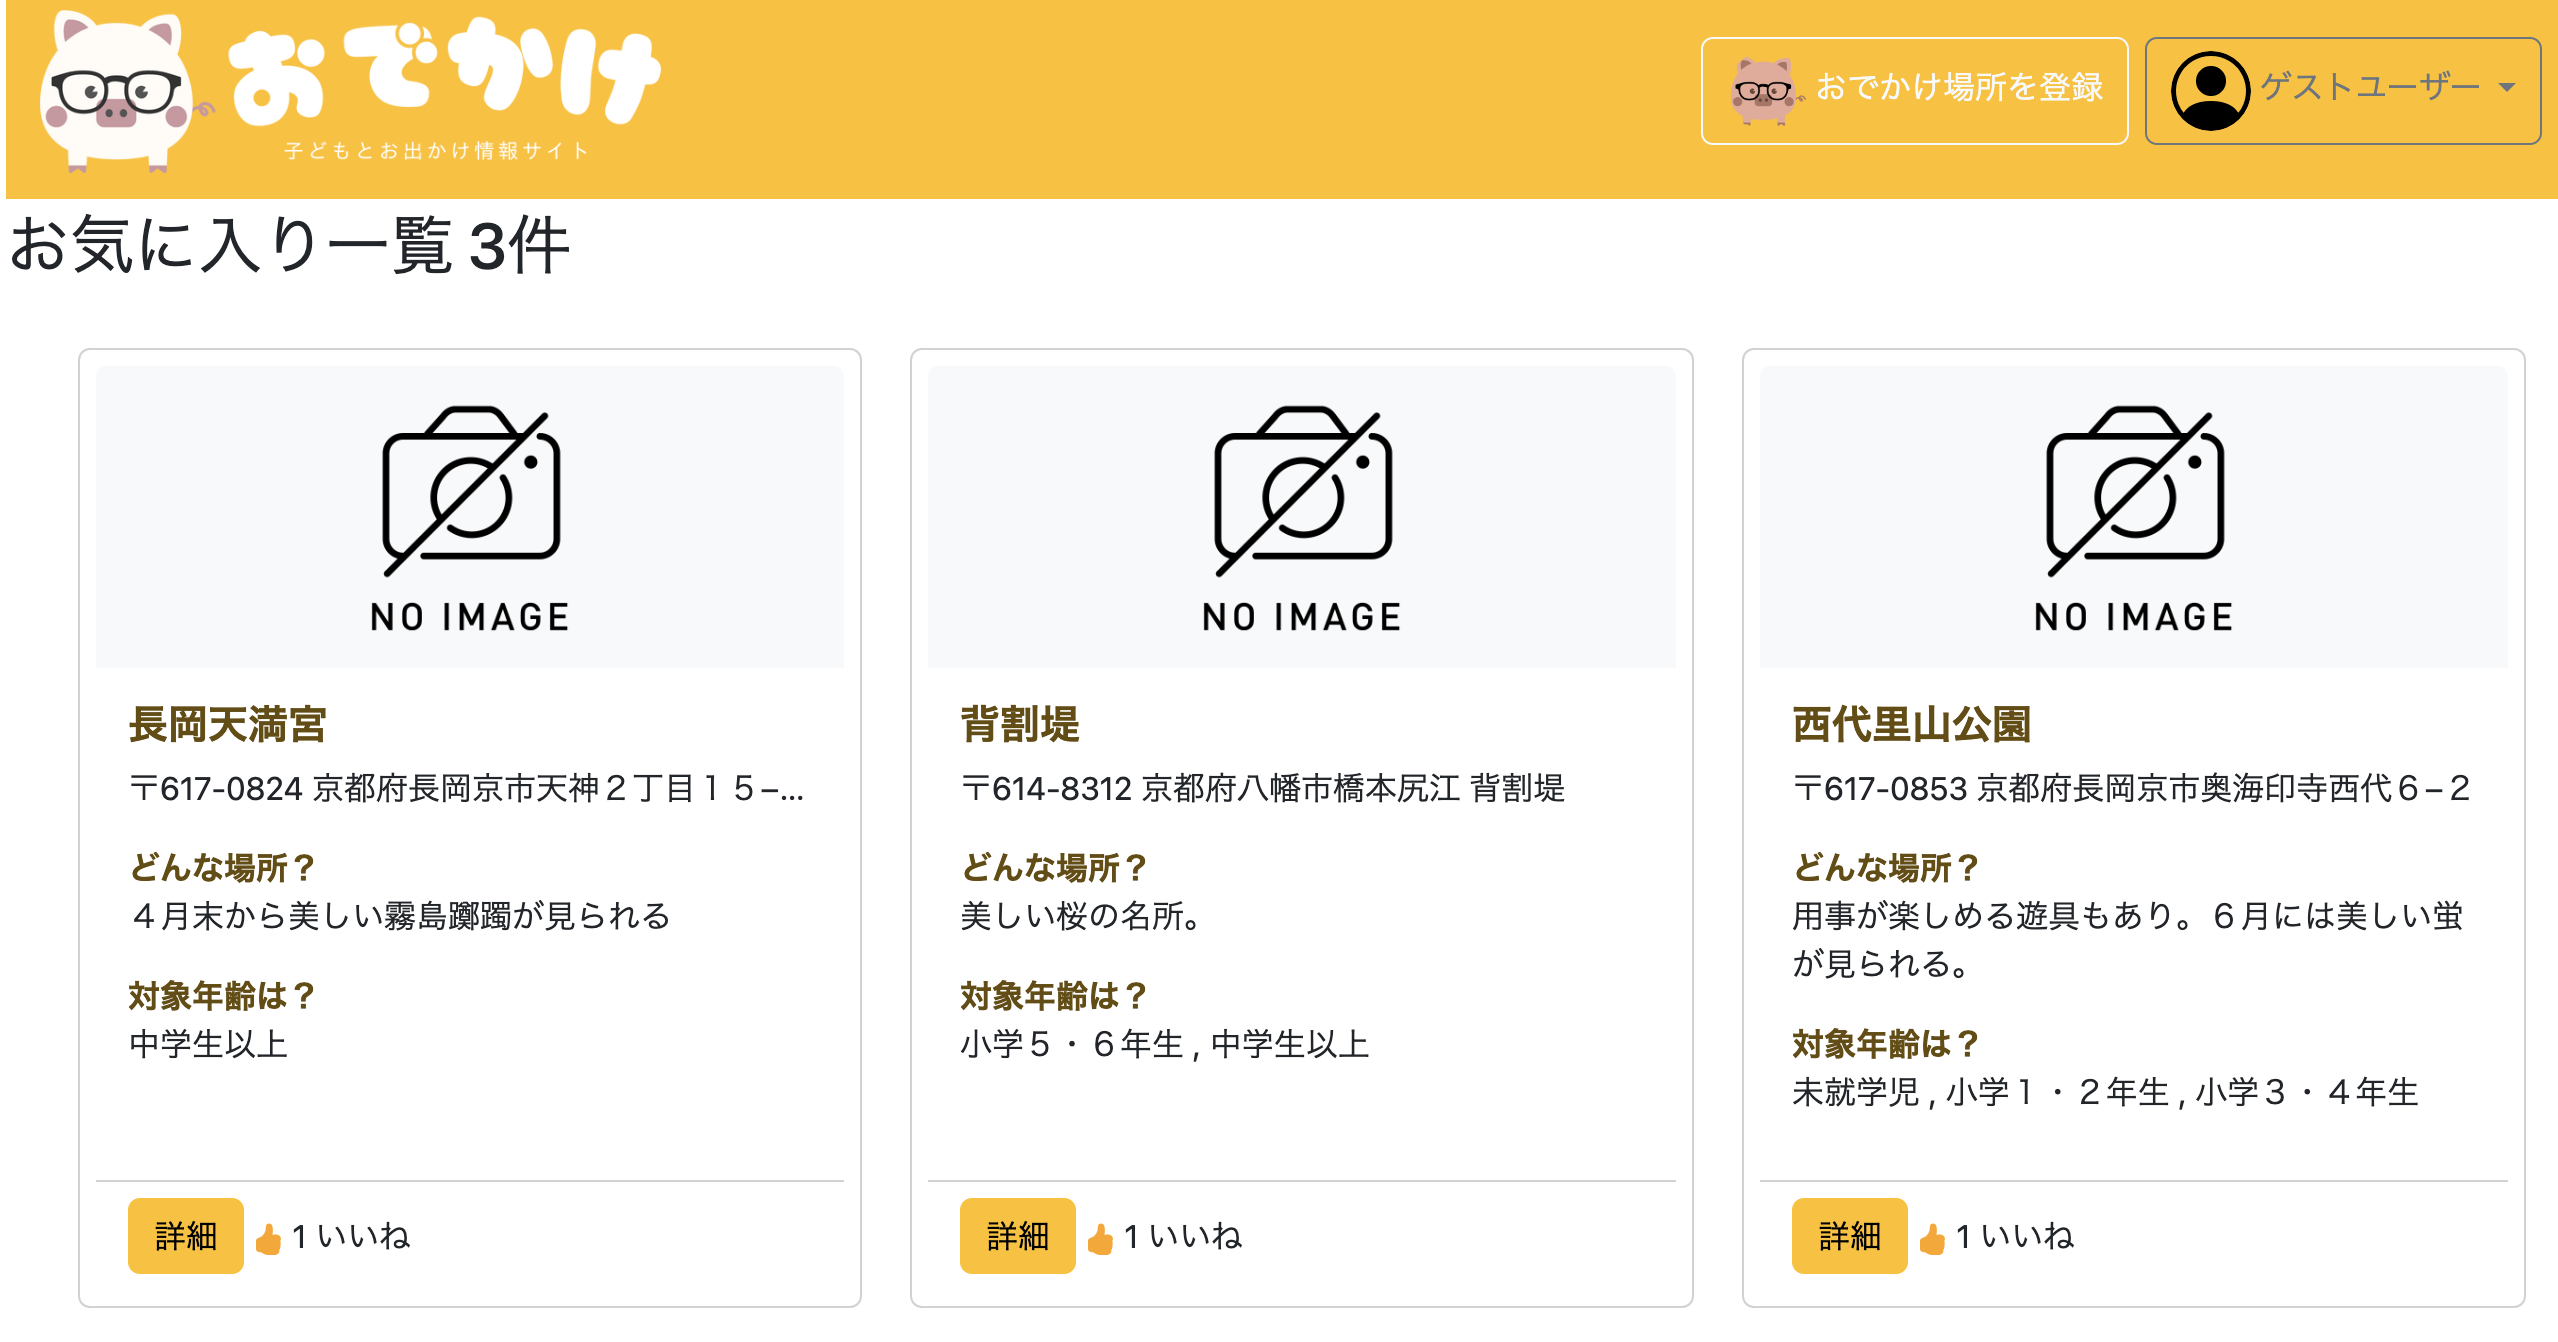 おでかけ
子どもとお出かけ情報サイト
おでかけ場所を登録
ゲストユーザー
お気に入り一覧 3件
NO IMAGE
長岡天満宮
〒617-0824 京都府長岡京市天神２丁目１５−...
どんな場所？
４月末から美しい霧島躑躅が見られる
対象年齢は？
中学生以上
詳細
1 いいね
NO IMAGE
背割堤
〒614-8312 京都府八幡市橋本尻江 背割堤
どんな場所？
美しい桜の名所。
対象年齢は？
小学５・６年生 , 中学生以上
詳細
1 いいね
NO IMAGE
西代里山公園
〒617-0853 京都府長岡京市奥海印寺西代６−２
どんな場所？
用事が楽しめる遊具もあり。６月には美しい蛍
が見られる。
対象年齢は？
未就学児 , 小学１・２年生 , 小学３・４年生
詳細
1 いいね